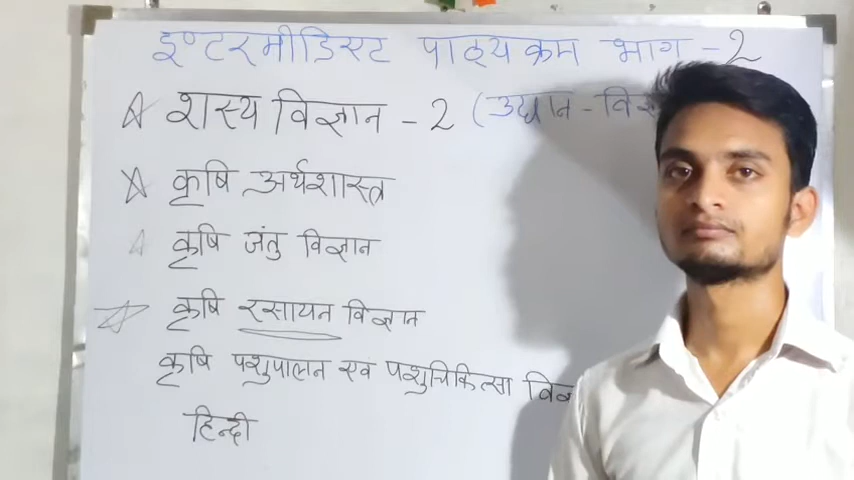 इण्टरमीडिएट पाठ्यक्रम भाग - 2
शस्य विज्ञान - 2 (उद्यान -
कृषि अर्थशास्त्र
कृषि जंतु विज्ञान
कृषि रसायन विज्ञान
कृषि पशुपालन एवं पशुचिकित्सा
हिन्दी